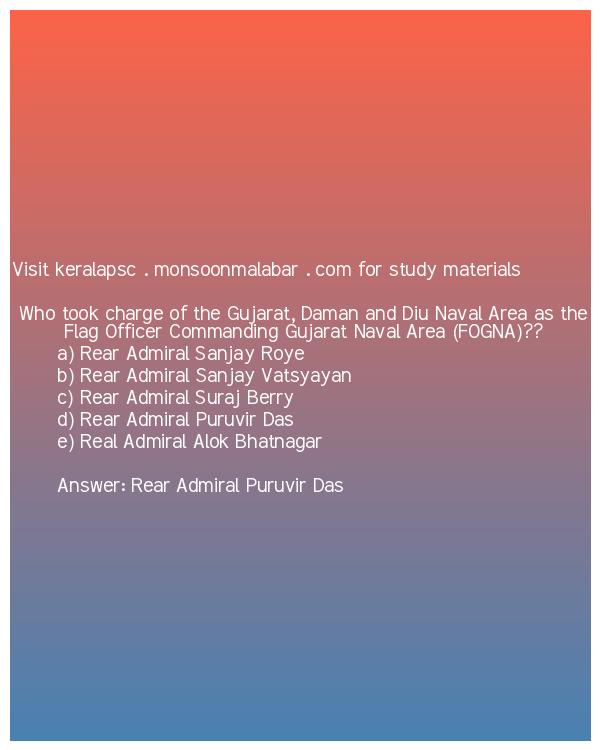 Visit keralapsc . monsoonmalabar . com for study materials
Who took charge of the Gujarat, Daman and Diu Naval Area as the
Flag Officer Commanding Gujarat Naval Area (FOGNA)??
a) Rear Admiral Sanjay Roye
b) Rear Admiral Sanjay Vatsyayan
c) Rear Admiral Suraj Berry
d) Rear Admiral Puruvir Das
e) Real Admiral Alok Bhatnagar
Answer: Rear Admiral Puruvir Das